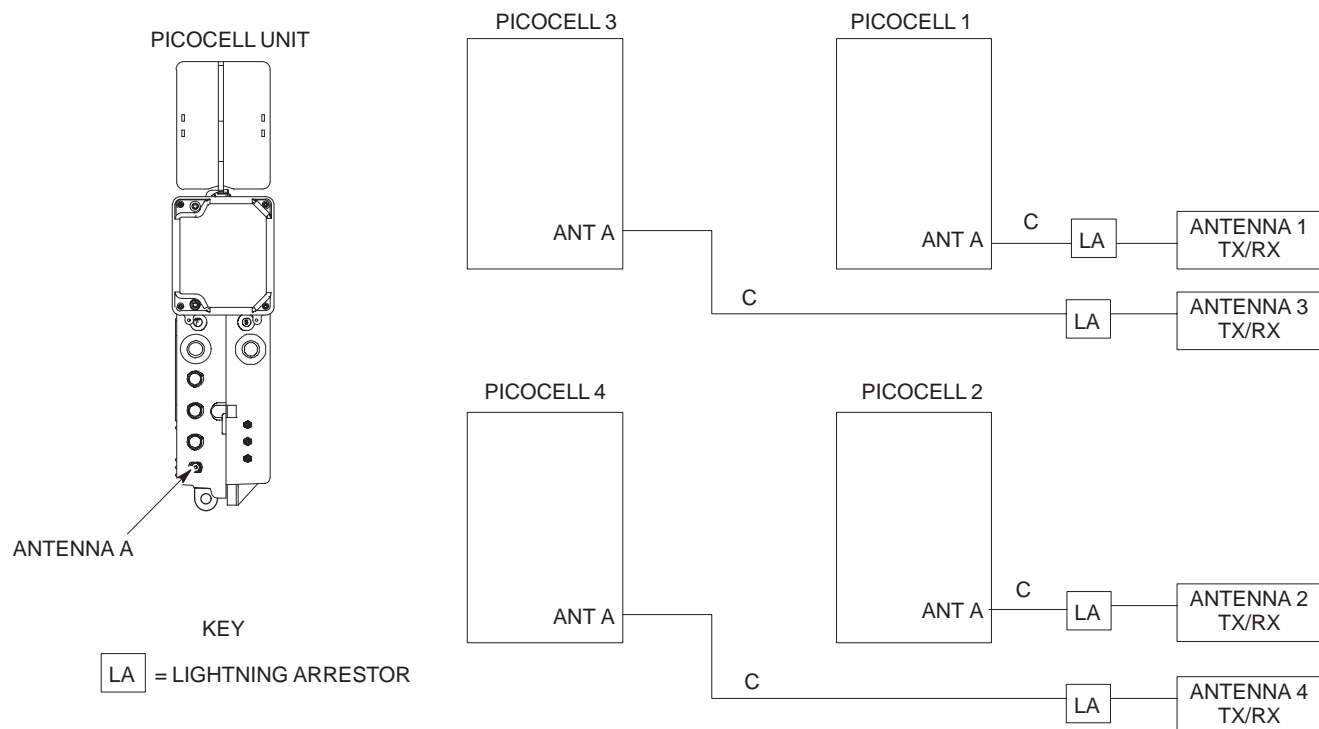 PICOCELL UNIT
ANTENNA A
KEY
LA = LIGHTNING ARRESTOR
PICOCELL 3
ANT A
C
LA
ANTENNA 3
TX/RX
PICOCELL 1
ANT A
C
LA
ANTENNA 1
TX/RX
PICOCELL 4
ANT A
C
LA
ANTENNA 4
TX/RX
PICOCELL 2
ANT A
C
LA
ANTENNA 2
TX/RX